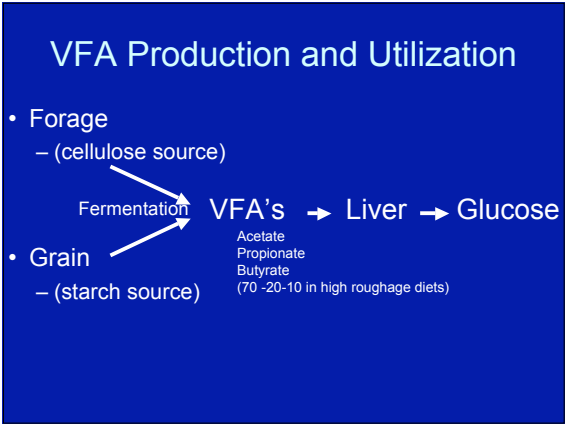 VFA Production and Utilization
• Forage
– (cellulose source)
Fermentation VFA's Liver Glucose
Acetate
Propionate
Butyrate
(70 -20-10 in high roughage diets)
• Grain
– (starch source)